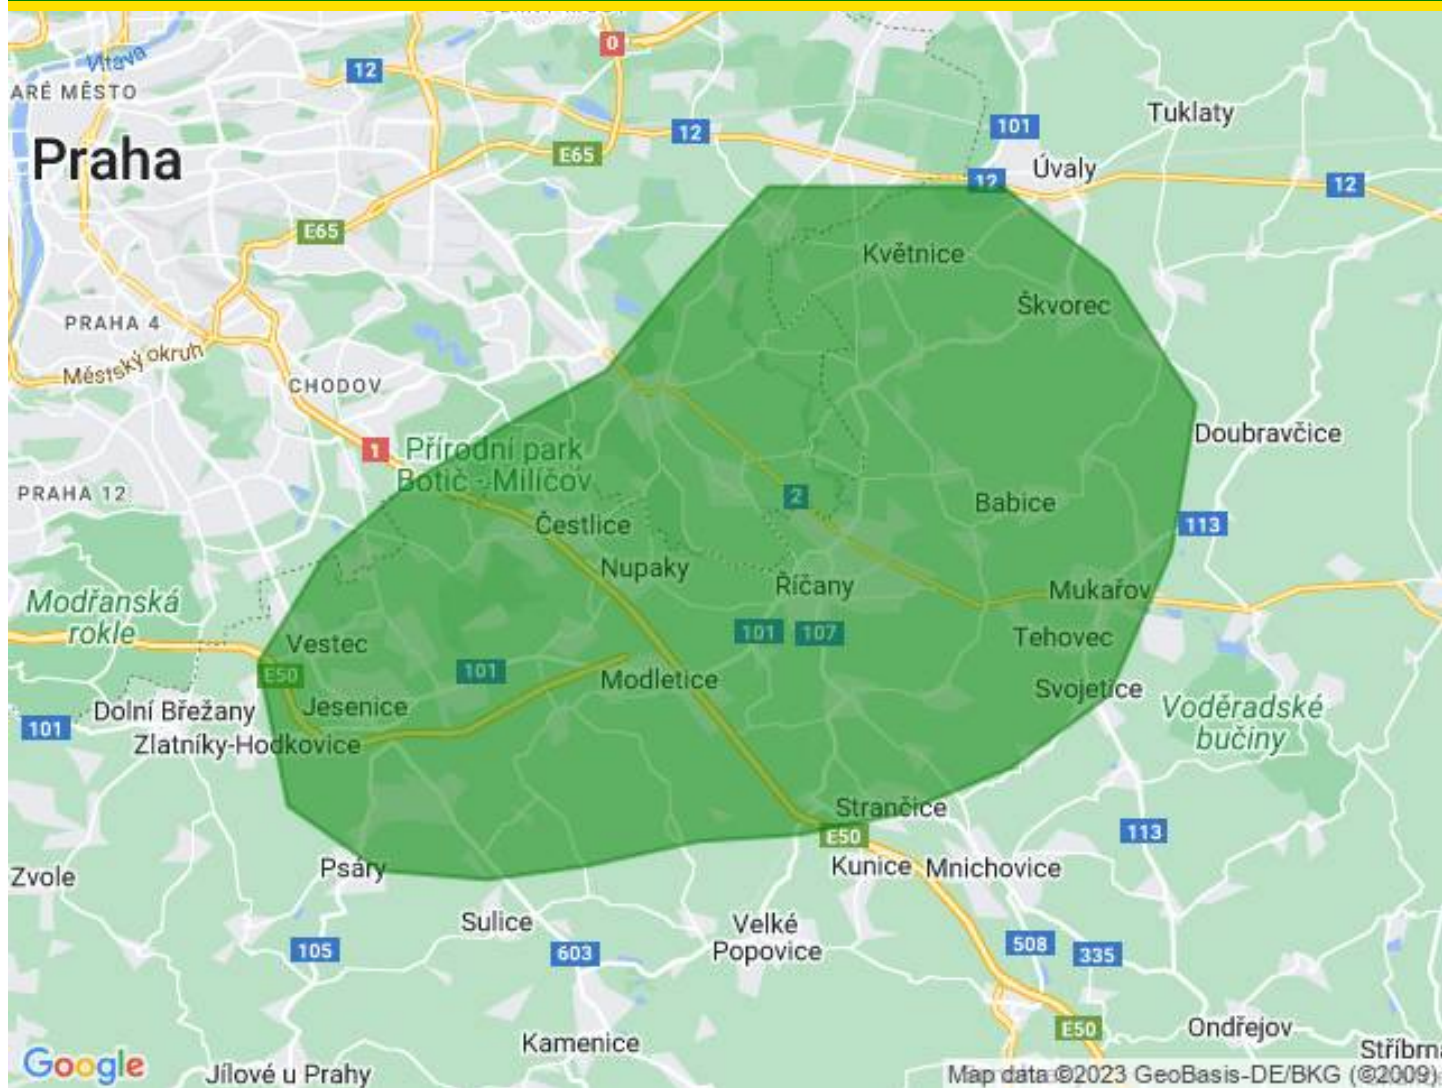 Vltava
0
12
ARÉ MĚSTO
Tuklaty
101
12
Praha
E65
Úvaly
12
12
E65
Květnice
Škvorec
PRAHA 4
Městský okruh
CHODOV
Doubravčice
1
Přírodní park
Botič - Milíčov
PRAHA 12
2
Babice
Čestlice
113
Nupaky
Říčany
Mukařov
Modřanská
rokle
101
107
Tehovec
Vestec
E50
101
Modletice
Svojetice
Jesenice
Dolní Břežany
Voděradské
bučiny
101
Zlatníky-Hodkovice
Strančice
E50
113
Psáry
Kunice
Mnichovice
Zvole
Sulice
Velké
Popovice
105
603
508
335
E50
Ondřejov
Kamenice
Google
Jílové u Prahy
Map data ©2023 GeoBasis-DE/BKG (©2009)